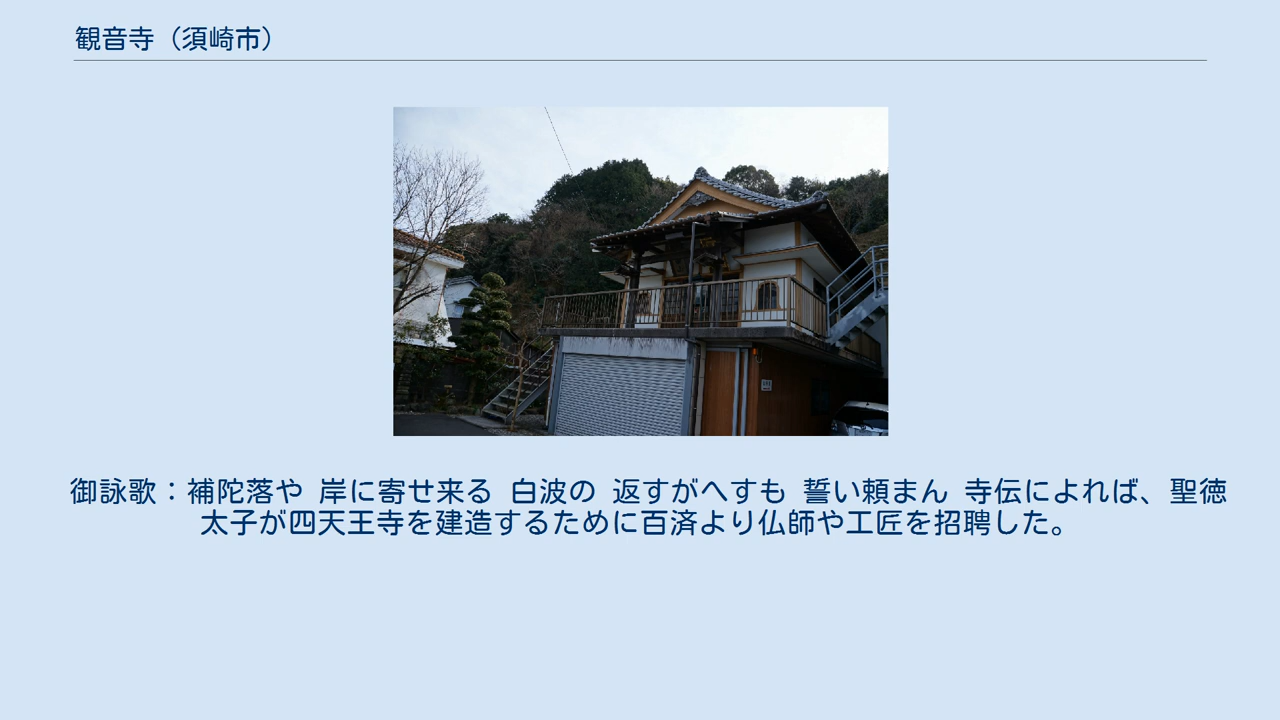 観音寺（須崎市）
御詠歌：補陀落や 岸に寄せ来る 白波の 返すがへすも 誓い頼まん 寺伝によれば、聖徳
太子が四天王寺を建造するために百済より仏師や工匠を招聘した。